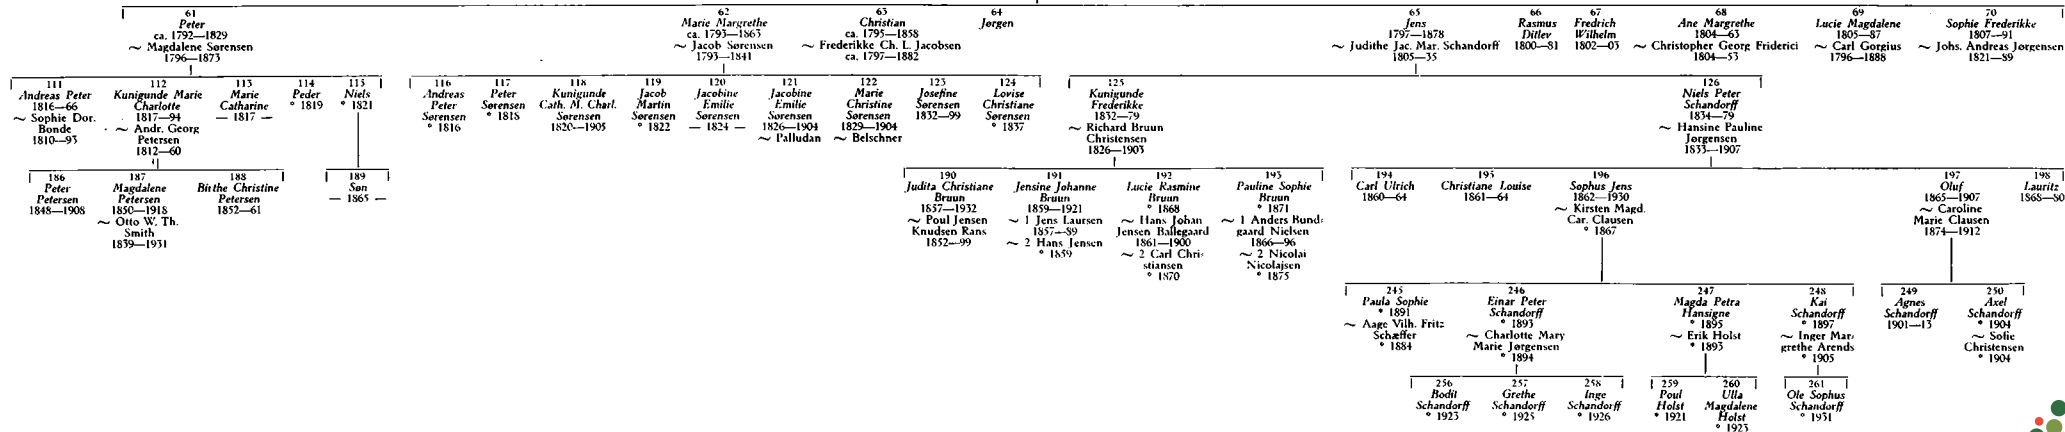 61
Peter
ca. 1792—1829
~ Magdalene Sørensen
1796—1873
62
Marie Margrethe
ca. 1793—1863
~ Jacob Sørensen
1793—1841
63
Christian
ca. 1795—1858
~ Frederikke Ch. L. Jacobsen
ca. 1797—1882
64
Jørgen
65
Jens
1797—1878
~ Judithe Jac. Mar. Schandorff
1805—35
66
Rasmus
Ditlev
1800—81
67
Fredrich
Wilhelm
1802—03
68
Ane Margrethe
1804—63
~ Christopher Georg Friderici
1804—53
69
Lucie Magdalene
1805—87
~ Carl Gorgius
1796—1888
70
Sophie Frederikke
1807—91
~ Johs. Andreas Jørgensen
1821—89
111
Andreas Peter
1816—66
~ Sophie Dor.
Bonde
1810—93
112
Kunigunde Marie
Charlotte
1817—94
~ Andr. Georg
Petersen
1812—60
113
Marie
Catharine
— 1817 —
114
Peder
* 1819
115
Niels
* 1821
116
Andreas
Peter
Sørensen
* 1816
117
Peter
Sørensen
* 1818
118
Kunigunde
Cath. M. Charl.
Sørensen
1820—1905
119
Jacob
Martin
Sørensen
* 1822
120
Jacobine
Emilie
Sørensen
— 1824 —
121
Jacobine
Emilie
Sørensen
1826—1904
~ Palludan
122
Marie
Christine
Sørensen
1829—1904
~ Belschner
123
Josefine
Sørensen
1832—99
124
Lovise
Christiane
Sørensen
* 1837
125
Kunigunde
Frederikke
1832—79
~ Richard Bruun
Christensen
1826—1903
126
Niels Peter
Schandorff
1834—79
~ Hansine Pauline
Jørgensen
1833—1907
186
Peter
Petersen
1848—1908
187
Magdalene
Petersen
1850—1918
~ Otto W. Th.
Smith
1839—1931
188
Birthe Christine
Petersen
1852—61
189
Søn
— 1865 —
190
Judita Christiane
Bruun
1857—1932
~ Poul Jensen
Knudsen Rans
1852—99
191
Jensine Johanne
Bruun
1859—1921
~ 1 Jens Laursen
1857—89
~ 2 Hans Jensen
* 1859
192
Lucie Rasmine
Bruun
* 1868
~ Hans Johan
Jensen Ballegaard
1861—1900
~ 2 Carl Chri-
stiansen
* 1870
193
Pauline Sophie
Bruun
* 1871
~ 1 Anders Bunds-
gaard Nielsen
1866—96
~ 2 Nicolai
Nicolajsen
* 1875
194
Carl Ulrich
1860—64
195
Christiane Louise
1861—64
196
Sophus Jens
1862—1930
~ Kirsten Magd.
Car. Clausen
* 1867
197
Oluf
1865—1907
~ Caroline
Marie Clausen
1874—1912
198
Lauritz
1868—80
245
Paula Sophie
* 1891
~ Aage Vilh. Fritz
Schæffer
* 1884
246
Einar Peter
Schandorff
* 1893
~ Charlotte Mary
Marie Jørgensen
* 1894
247
Magda Petra
Hansigne
* 1895
~ Erik Holst
* 1893
248
Kai
Schandorff
* 1897
~ Inger Mar-
grethe Arends
* 1905
249
Agnes
Schandorff
1901—13
250
Axel
Schandorff
* 1904
~ Sofie
Christensen
* 1904
256
Bodil
Schandorff
* 1923
257
Grethe
Schandorff
* 1925
258
Inge
Schandorff
* 1926
259
Poul
Holst
* 1921
260
Ulla
Magdalene
Holst
* 1923
261
Ole Sophus
Schandorff
* 1931